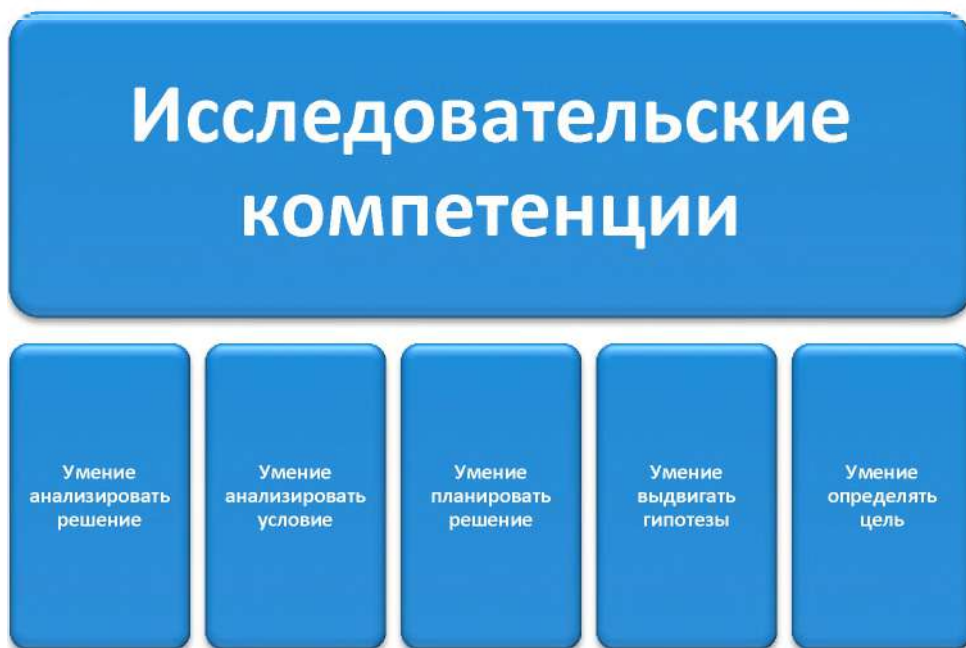 Исследовательские
компетенции
Умение
анализировать
решение
Умение
анализировать
условие
Умение
планировать
решение
Умение
выдвигать
гипотезы
Умение
определять
цель